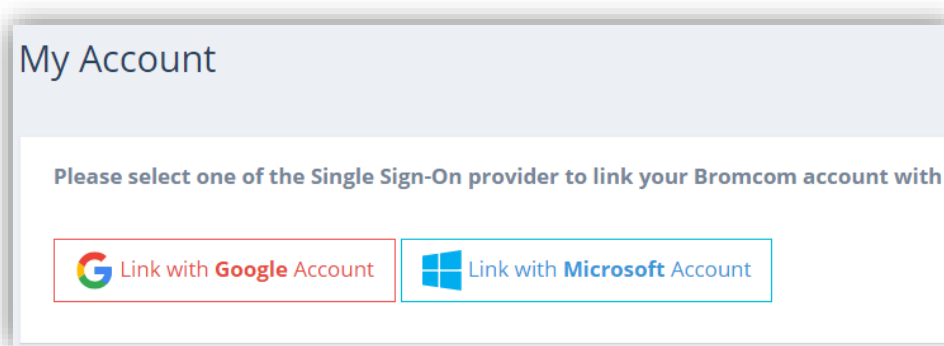 My Account
Please select one of the Single Sign-On provider to link your Bromcom account with
Link with Google Account
Link with Microsoft Account